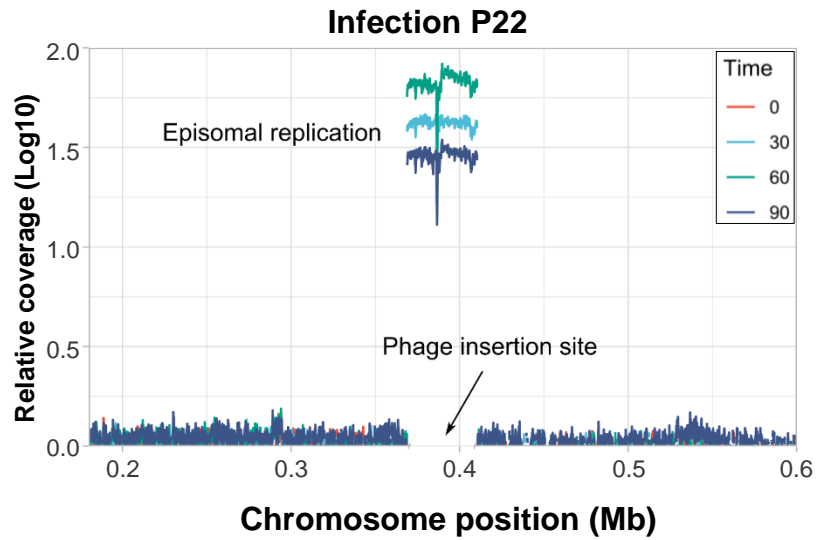 Infection P22
Relative coverage (Log10)
2.0
1.5
1.0
0.5
0.0
Time
0
30
60
90
Episomal replication
Phage insertion site
0.2
0.3
0.4
0.5
0.6
Chromosome position (Mb)